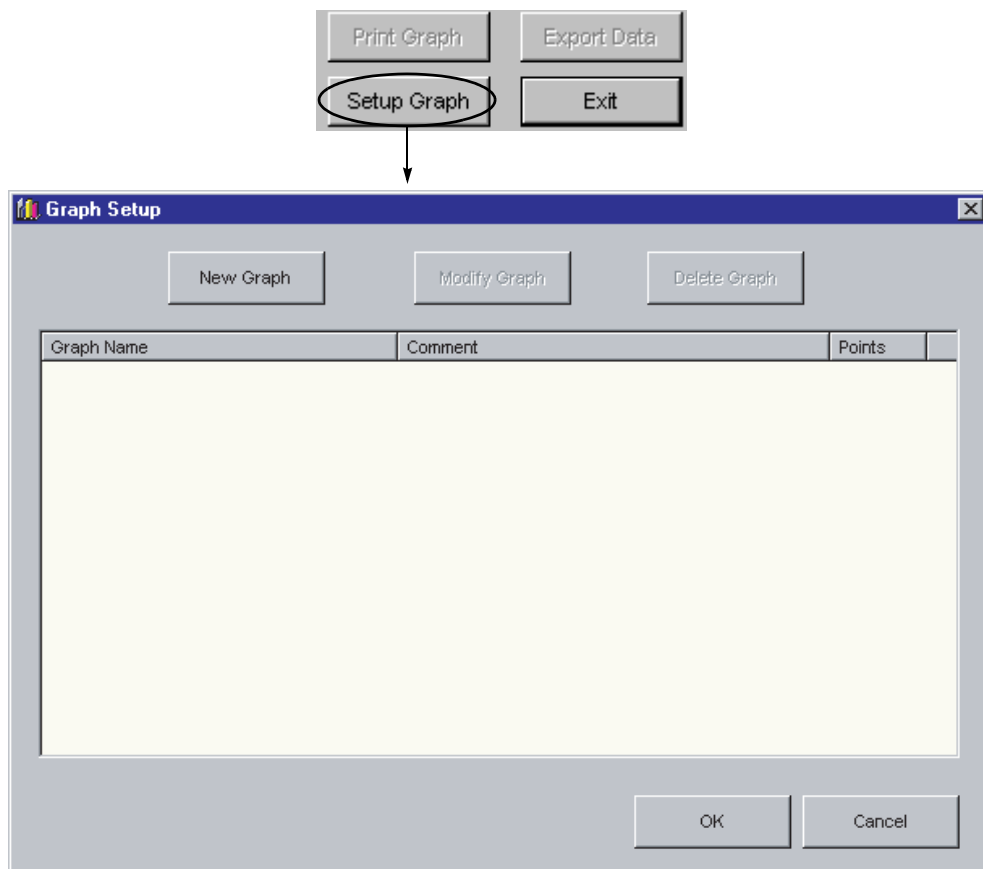 Print Graph Export Data
Setup Graph Exit
Graph Setup
New Graph Modify Graph Delete Graph
Graph Name Comment Points
OK Cancel